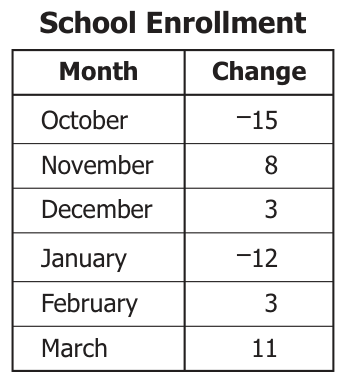 School Enrollment
Month Change
October ⁻15
November 8
December 3
January ⁻12
February 3
March 11